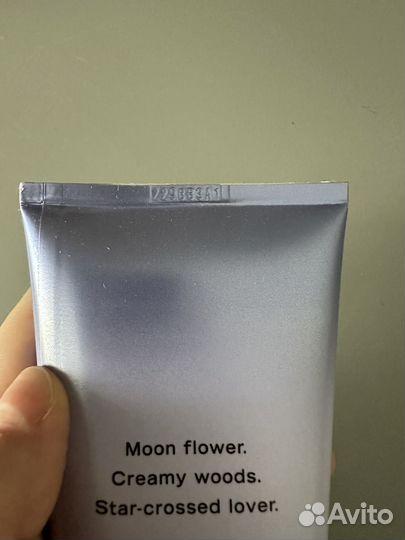 Moon flower.
Creamy woods.
Star-crossed lover.
Avito